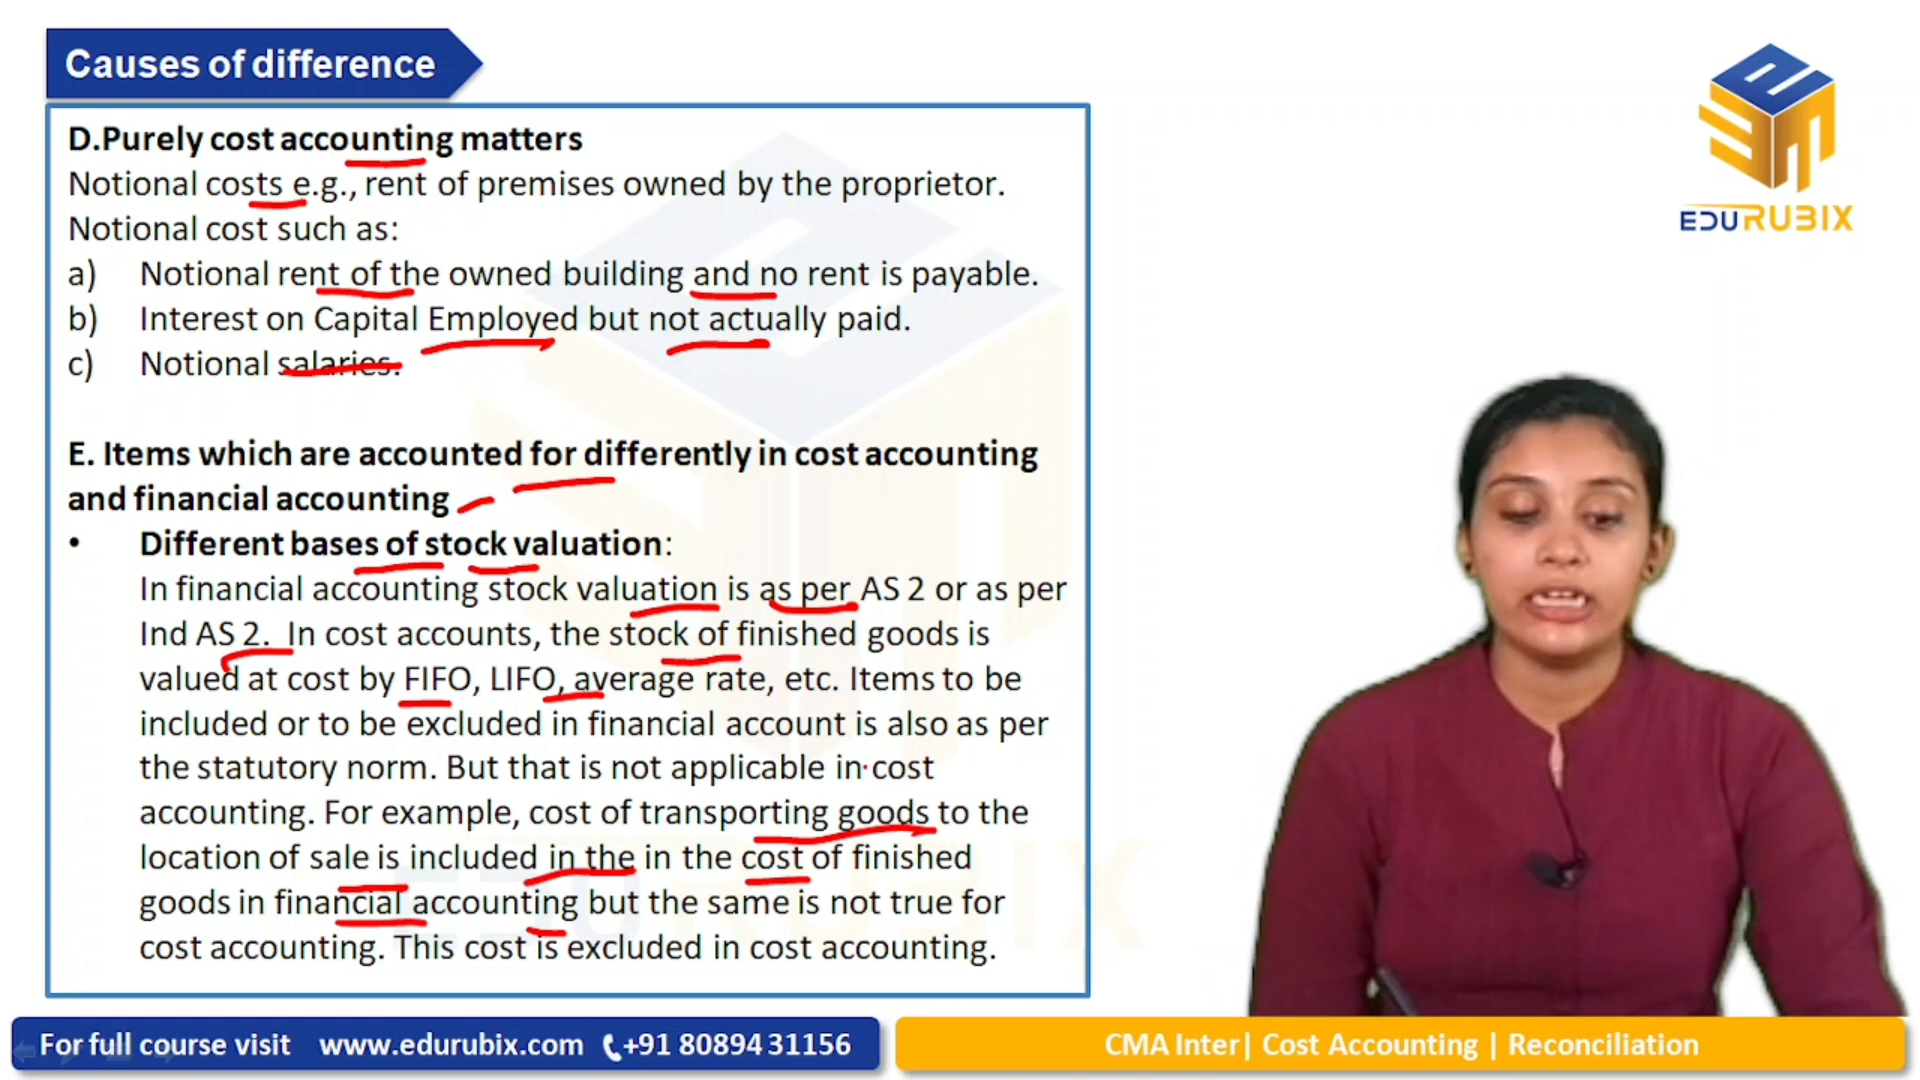 Causes of difference
EDURUBIX
D.Purely cost accounting matters
Notional costs e.g., rent of premises owned by the proprietor.
Notional cost such as:
a) Notional rent of the owned building and no rent is payable.
b) Interest on Capital Employed but not actually paid.
c) Notional salaries.
E. Items which are accounted for differently in cost accounting
and financial accounting
• Different bases of stock valuation:
In financial accounting stock valuation is as per AS 2 or as per
Ind AS 2. In cost accounts, the stock of finished goods is
valued at cost by FIFO, LIFO, average rate, etc. Items to be
included or to be excluded in financial account is also as per
the statutory norm. But that is not applicable in cost
accounting. For example, cost of transporting goods to the
location of sale is included in the in the cost of finished
goods in financial accounting but the same is not true for
cost accounting. This cost is excluded in cost accounting.
For full course visit www.edurubix.com +91 80894 31156
CMA Inter| Cost Accounting | Reconciliation